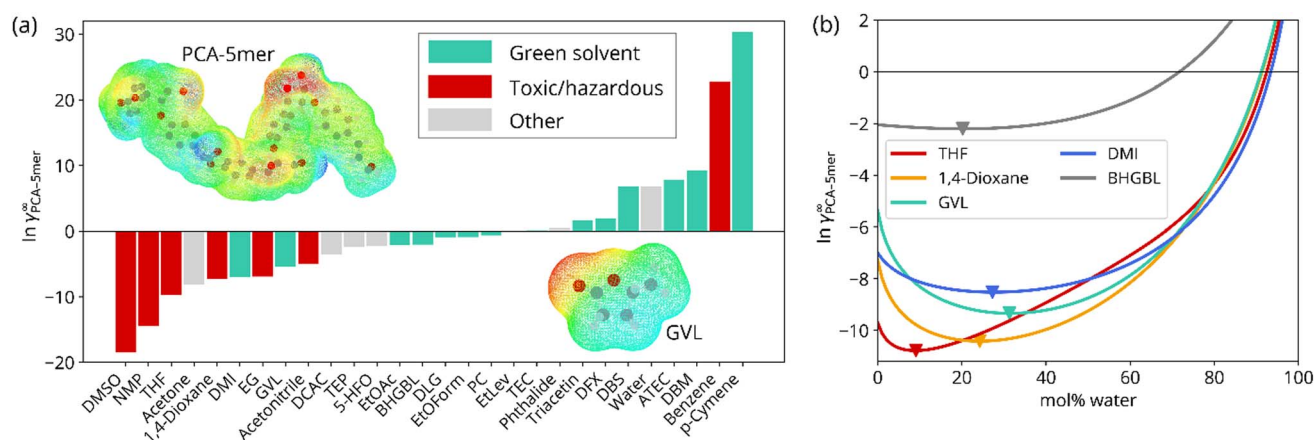 (a)
ln γ∞PCA–5mer
30
20
10
0
−10
−20
PCA-5mer
Green solvent
Toxic/hazardous
Other
GVL
DMSO
NMP
THF
Acetone
1,4-Dioxane
DMI
EG
GVL
Acetonitrile
DCAC
TEP
5-HFO
EtOAc
BHGBL
DLG
EtOForm
PC
EtLev
TEC
Phthalide
Triacetin
DFX
DBS
Water
ATEC
DBM
Benzene
p-Cymene
(b)
ln γ∞PCA–5mer
2
0
−2
−4
−6
−8
−10
THF
1,4-Dioxane
GVL
DMI
BHGBL
0 20 40 60 80 100
mol% water